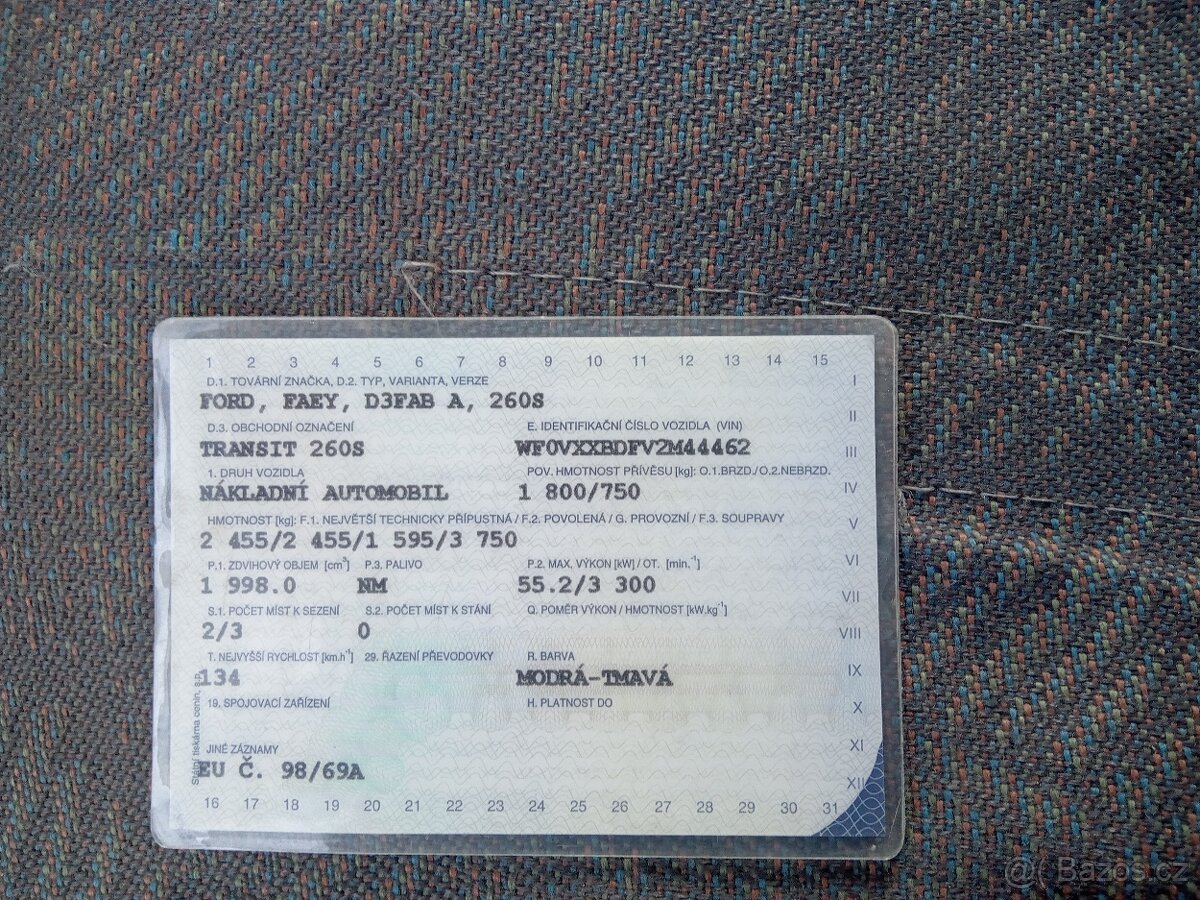 1 2 3 4 5 6 7 8 9 10 11 12 13 14 15
D.1. TOVÁRNÍ ZNAČKA, D.2. TYP, VARIANTA, VERZE I
FORD, FAEY, D3FAB A, 260S
D.3. OBCHODNÍ OZNAČENÍ E. IDENTIFIKAČNÍ ČÍSLO VOZIDLA (VIN) II
TRANSIT 260S WF0VXXBDFV2M44462 III
1. DRUH VOZIDLA POV. HMOTNOST PŘÍVĚSU [kg]: O.1.BRZD./O.2.NEBRZD.
NÁKLADNÍ AUTOMOBIL 1 800/750 IV
HMOTNOST [kg]: F.1. NEJVĚTŠÍ TECHNICKY PŘÍPUSTNÁ / F.2. POVOLENÁ / G. PROVOZNÍ / F.3. SOUPRAVY V
2 455/2 455/1 595/3 750
P.1. ZDVIHOVÝ OBJEM [cm³] P.3. PALIVO P.2. MAX. VÝKON [kW] / OT. [min.⁻¹] VI
1 998.0 NM 55.2/3 300
S.1. POČET MÍST K SEZENÍ S.2. POČET MÍST K STÁNÍ Q. POMĚR VÝKON / HMOTNOST [kW.kg⁻¹] VII
2/3 0 VIII
T. NEJVYŠŠÍ RYCHLOST [km.h⁻¹] 29. ŘAZENÍ PŘEVODOVKY R. BARVA
134 MODRÁ-TMAVÁ IX
19. SPOJOVACÍ ZAŘÍZENÍ H. PLATNOST DO X
JINÉ ZÁZNAMY XI
EU Č. 98/69A XII
16 17 18 19 20 21 22 23 24 25 26 27 28 29 30 31
Státní tiskárna cenin, s.p.
@( Bazos.cz